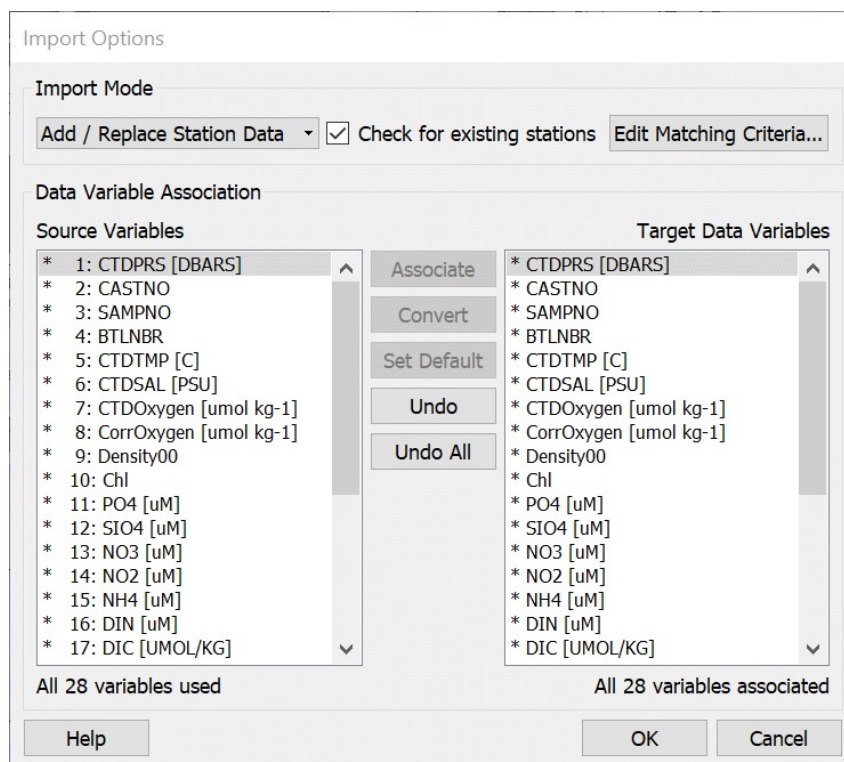 Import Options
Import Mode
Add / Replace Station Data
Check for existing stations
Edit Matching Criteria...
Data Variable Association
Source Variables
* 1: CTDPRS [DBARS]
* 2: CASTNO
* 3: SAMPNO
* 4: BTLNBR
* 5: CTDTMP [C]
* 6: CTDSAL [PSU]
* 7: CTDOxygen [umol kg-1]
* 8: CorrOxygen [umol kg-1]
* 9: Density00
* 10: Chl
* 11: PO4 [uM]
* 12: SIO4 [uM]
* 13: NO3 [uM]
* 14: NO2 [uM]
* 15: NH4 [uM]
* 16: DIN [uM]
* 17: DIC [UMOL/KG]
All 28 variables used
Associate
Convert
Set Default
Undo
Undo All
Target Data Variables
* CTDPRS [DBARS]
* CASTNO
* SAMPNO
* BTLNBR
* CTDTMP [C]
* CTDSAL [PSU]
* CTDOxygen [umol kg-1]
* CorrOxygen [umol kg-1]
* Density00
* Chl
* PO4 [uM]
* SIO4 [uM]
* NO3 [uM]
* NO2 [uM]
* NH4 [uM]
* DIN [uM]
* DIC [UMOL/KG]
All 28 variables associated
Help
OK
Cancel